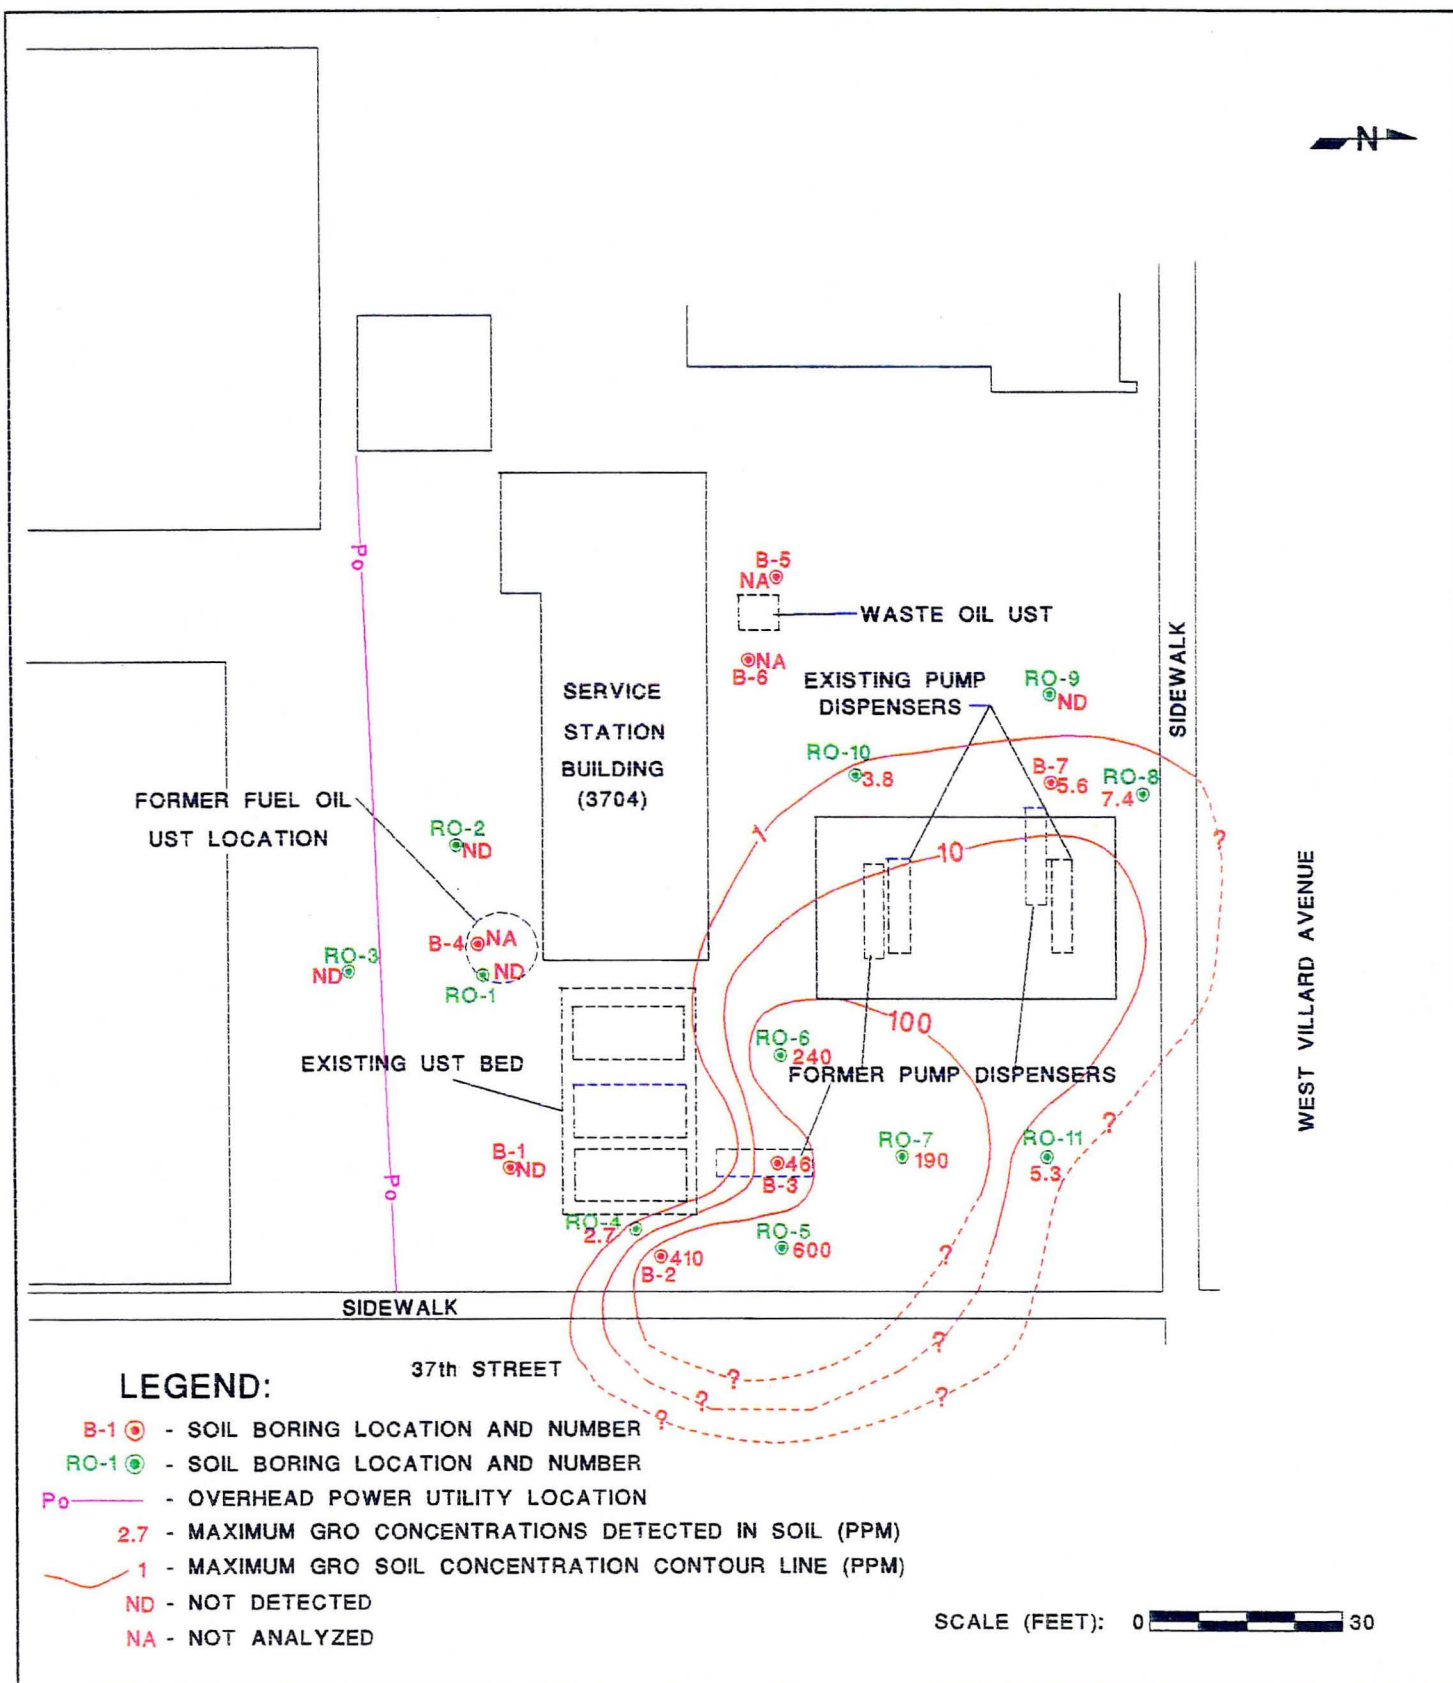 N
Po
B-5
NA
WASTE OIL UST
NA
B-6
EXISTING PUMP
DISPENSERS
RO-9
ND
SIDEWALK
SERVICE
STATION
BUILDING
(3704)
RO-10
3.8
B-7
5.6
RO-8
7.4
FORMER FUEL OIL
UST LOCATION
RO-2
ND
1
10
?
WEST VILLARD AVENUE
B-4
NA
RO-3
ND
ND
RO-1
100
RO-6
240
EXISTING UST BED
FORMER PUMP DISPENSERS
?
RO-7
190
RO-11
5.3
B-1
ND
46
B-3
Po
RO-4
2.7
RO-5
600
410
B-2
?
SIDEWALK
37th STREET
?
?
?
?
?
LEGEND:
B-1 - SOIL BORING LOCATION AND NUMBER
RO-1 - SOIL BORING LOCATION AND NUMBER
Po - OVERHEAD POWER UTILITY LOCATION
2.7 - MAXIMUM GRO CONCENTRATIONS DETECTED IN SOIL (PPM)
1 - MAXIMUM GRO SOIL CONCENTRATION CONTOUR LINE (PPM)
ND - NOT DETECTED
NA - NOT ANALYZED
SCALE (FEET): 0 30